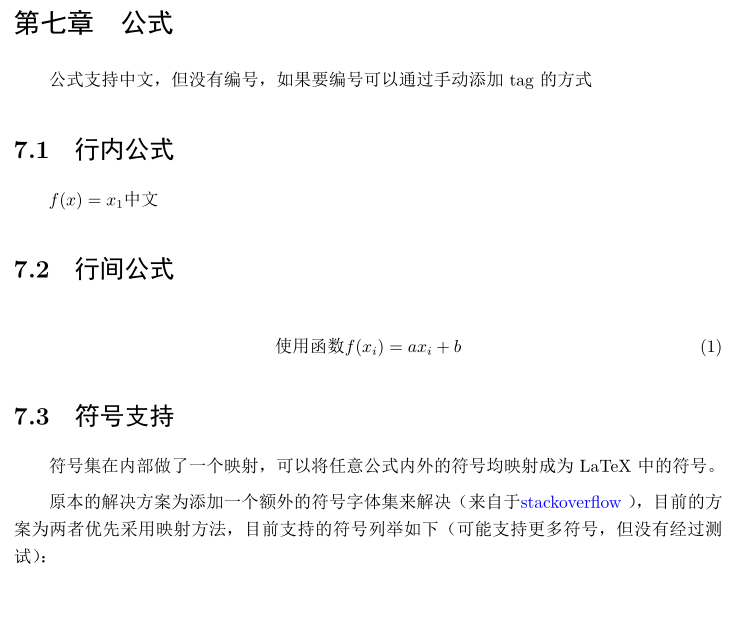 第七章 公式
公式支持中文，但没有编号，如果要编号可以通过手动添加 tag 的方式
7.1 行内公式
f(x) = x₁中文
7.2 行间公式
使用函数f(xᵢ) = axᵢ + b (1)
7.3 符号支持
符号集在内部做了一个映射，可以将任意公式内外的符号均映射成为 LaTeX 中的符号。
原本的解决方案为添加一个额外的符号字体集来解决（来自于stackoverflow ），目前的方
案为两者优先采用映射方法，目前支持的符号列举如下（可能支持更多符号，但没有经过测
试）：